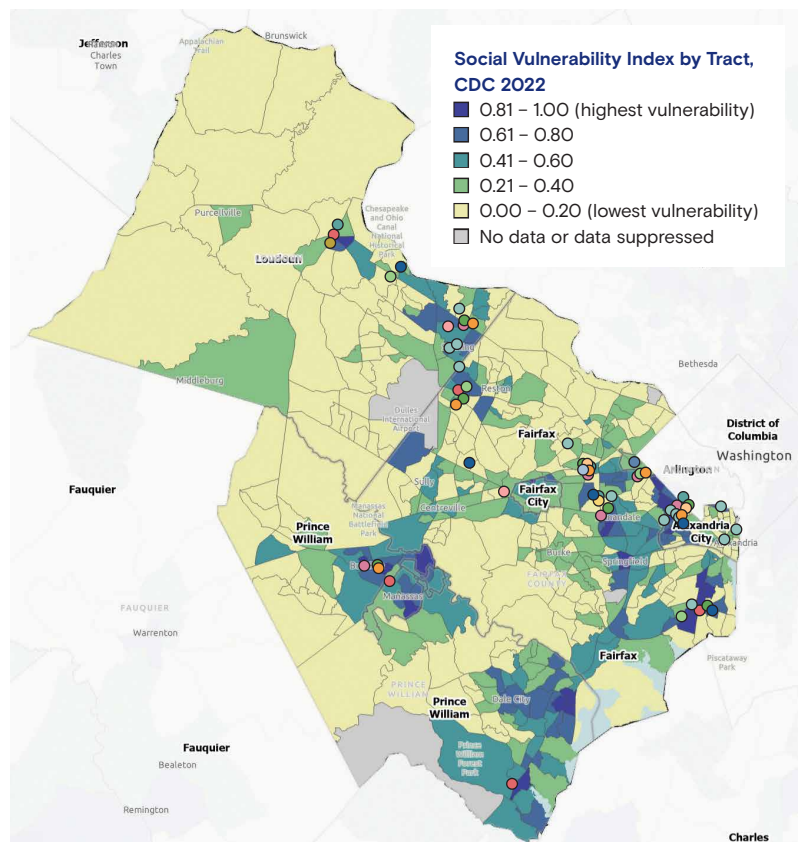 Social Vulnerability Index by Tract,
CDC 2022
0.81 – 1.00 (highest vulnerability)
0.61 – 0.80
0.41 – 0.60
0.21 – 0.40
0.00 – 0.20 (lowest vulnerability)
No data or data suppressed
Jefferson
Charles
Town
Appalachian
Trail
Brunswick
Purcellville
Chesapeake
and Ohio
Canal
National
Historical
Park
Loudoun
Middleburg
Dulles
International
Airport
Reston
Bethesda
District of
Columbia
Washington
Fairfax
Arlington
Fauquier
Sully
Centreville
Fairfax
City
Manassas
National
Battlefield
Park
Prince
William
Alexandria
City
Burke
Springfield
FAIRFAX
COUNTY
Manassas
FAUQUIER
Warrenton
Fairfax
Piscataway
Park
PRINCE
WILLIAM
Prince
William
Dale City
Prince
William
Forest
Park
Fauquier
Bealeton
Remington
Charles